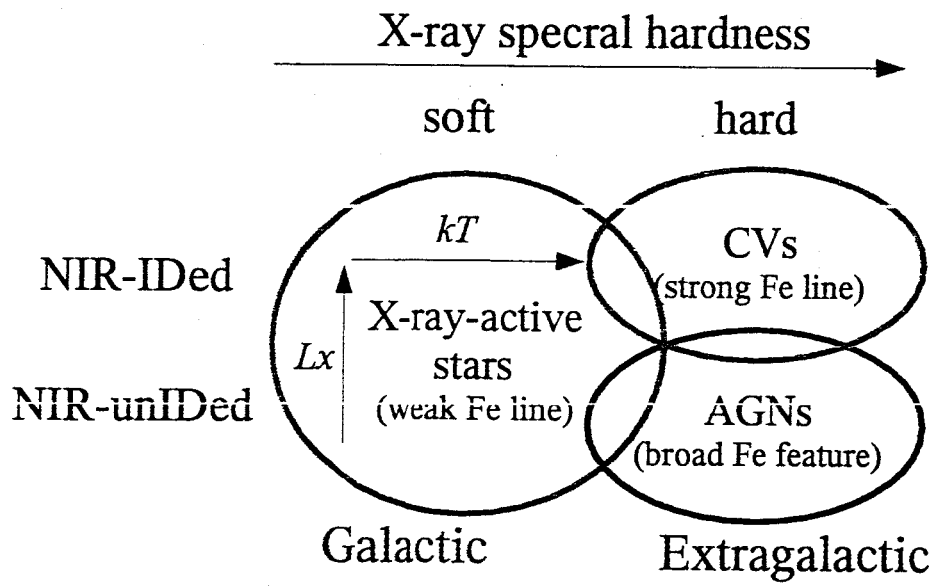 X-ray specral hardness
soft
hard
kT
CVs
(strong Fe line)
NIR-IDed
X-ray-active
stars
(weak Fe line)
Lx
NIR-unIDed
AGNs
(broad Fe feature)
Galactic
Extragalactic